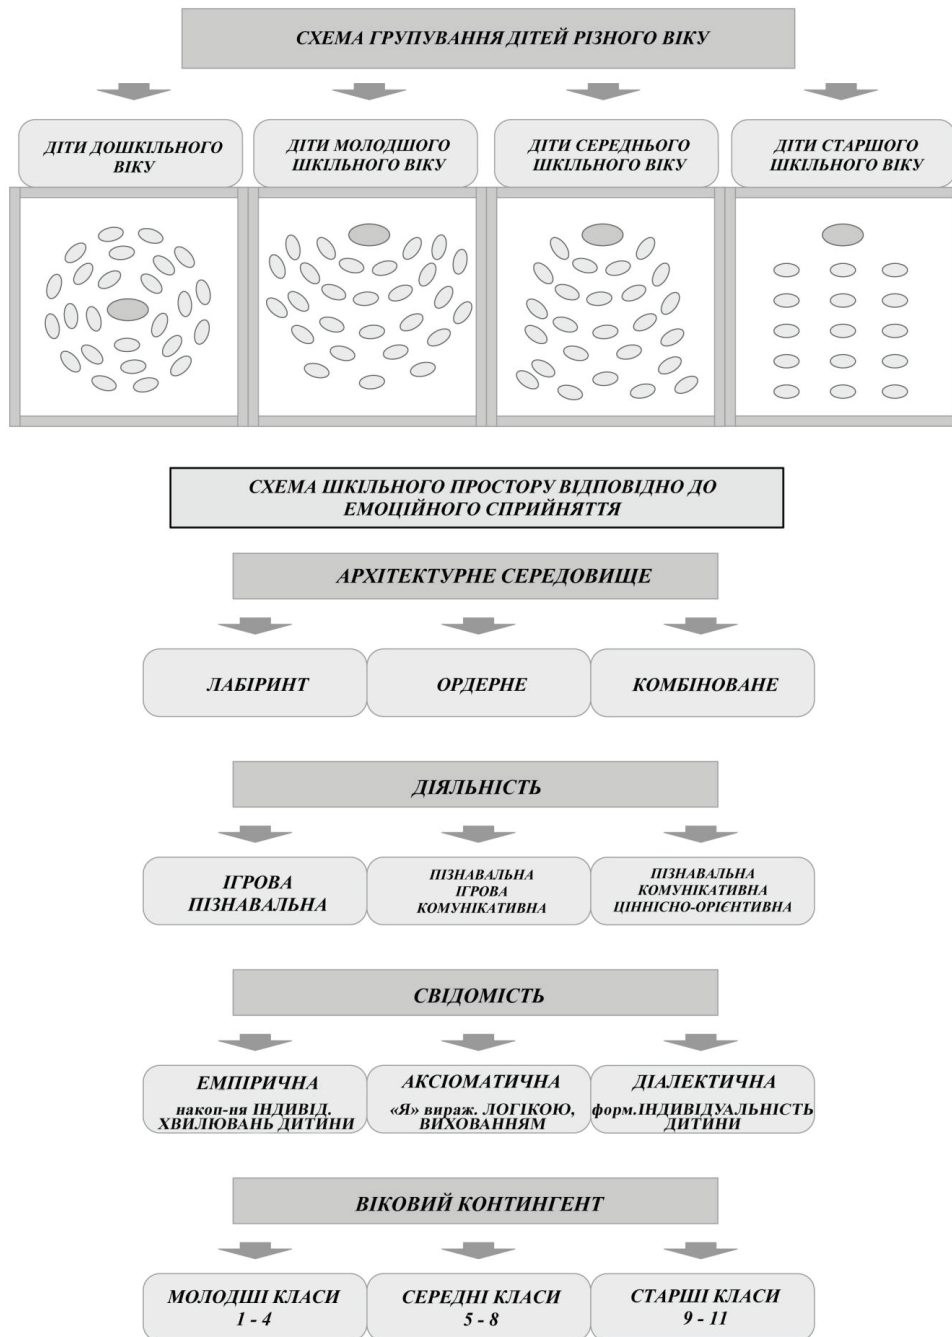 СХЕМА ГРУПУВАННЯ ДІТЕЙ РІЗНОГО ВІКУ
ДІТИ ДОШКІЛЬНОГО
ВІКУ
ДІТИ МОЛОДШОГО
ШКІЛЬНОГО ВІКУ
ДІТИ СЕРЕДНЬОГО
ШКІЛЬНОГО ВІКУ
ДІТИ СТАРШОГО
ШКІЛЬНОГО ВІКУ
СХЕМА ШКІЛЬНОГО ПРОСТОРУ ВІДПОВІДНО ДО
ЕМОЦІЙНОГО СПРИЙНЯТТЯ
АРХІТЕКТУРНЕ СЕРЕДОВИЩЕ
ЛАБІРИНТ
ОРДЕРНЕ
КОМБІНОВАНЕ
ДІЯЛЬНІСТЬ
ІГРОВА
ПІЗНАВАЛЬНА
ПІЗНАВАЛЬНА
ІГРОВА
КОМУНІКАТИВНА
ПІЗНАВАЛЬНА
КОМУНІКАТИВНА
ЦІННІСНО-ОРІЄНТИВНА
СВІДОМІСТЬ
ЕМПІРИЧНА
накоп-ня ІНДИВІД.
ХВИЛЮВАНЬ ДИТИНИ
АКСІОМАТИЧНА
«Я» вираж. ЛОГІКОЮ,
ВИХОВАННЯМ
ДІАЛЕКТИЧНА
форм.ІНДИВІДУАЛЬНІСТЬ
ДИТИНИ
ВІКОВИЙ КОНТИНГЕНТ
МОЛОДШІ КЛАСИ
1 - 4
СЕРЕДНІ КЛАСИ
5 - 8
СТАРШІ КЛАСИ
9 - 11